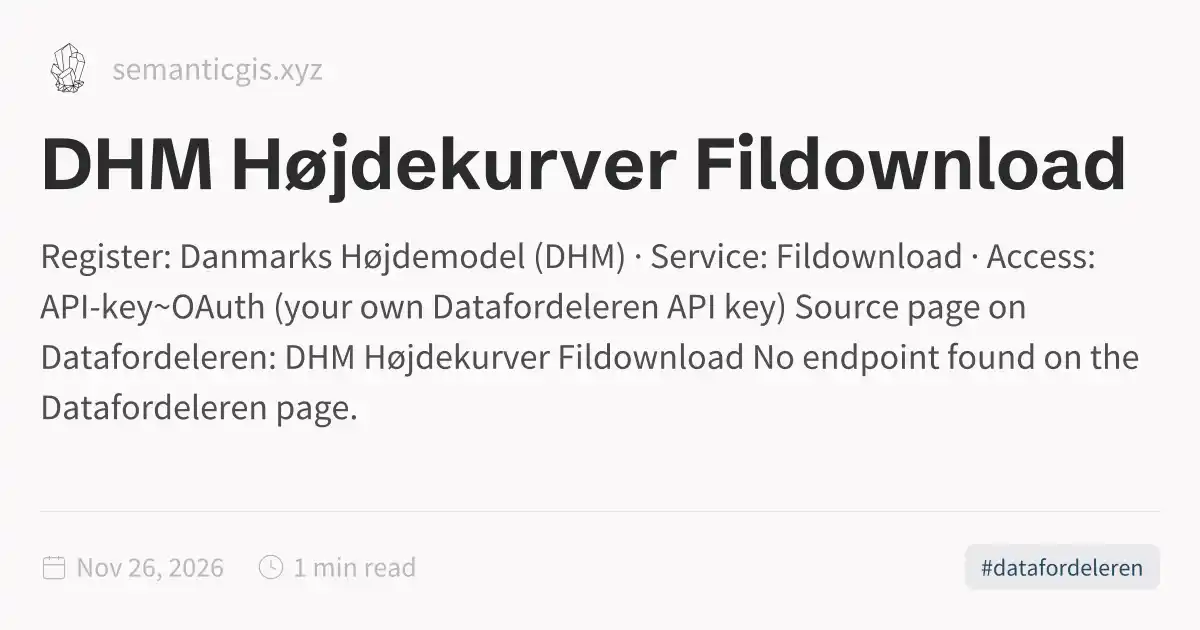 semanticgis.xyz
DHM Højdekurver Fildownload
Register: Danmarks Højdemodel (DHM) · Service: Fildownload · Access:
API-key~OAuth (your own Datafordeleren API key) Source page on
Datafordeleren: DHM Højdekurver Fildownload No endpoint found on the
Datafordeleren page.
Nov 26, 2026 1 min read
#datafordeleren